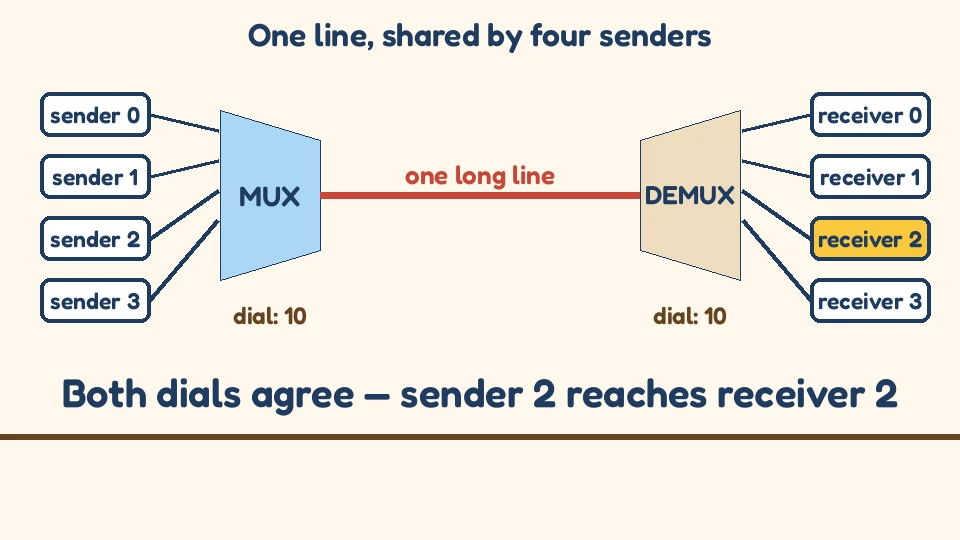 One line, shared by four senders
sender 0
sender 1
sender 2
sender 3
MUX
dial: 10
one long line
DEMUX
dial: 10
receiver 0
receiver 1
receiver 2
receiver 3
Both dials agree — sender 2 reaches receiver 2